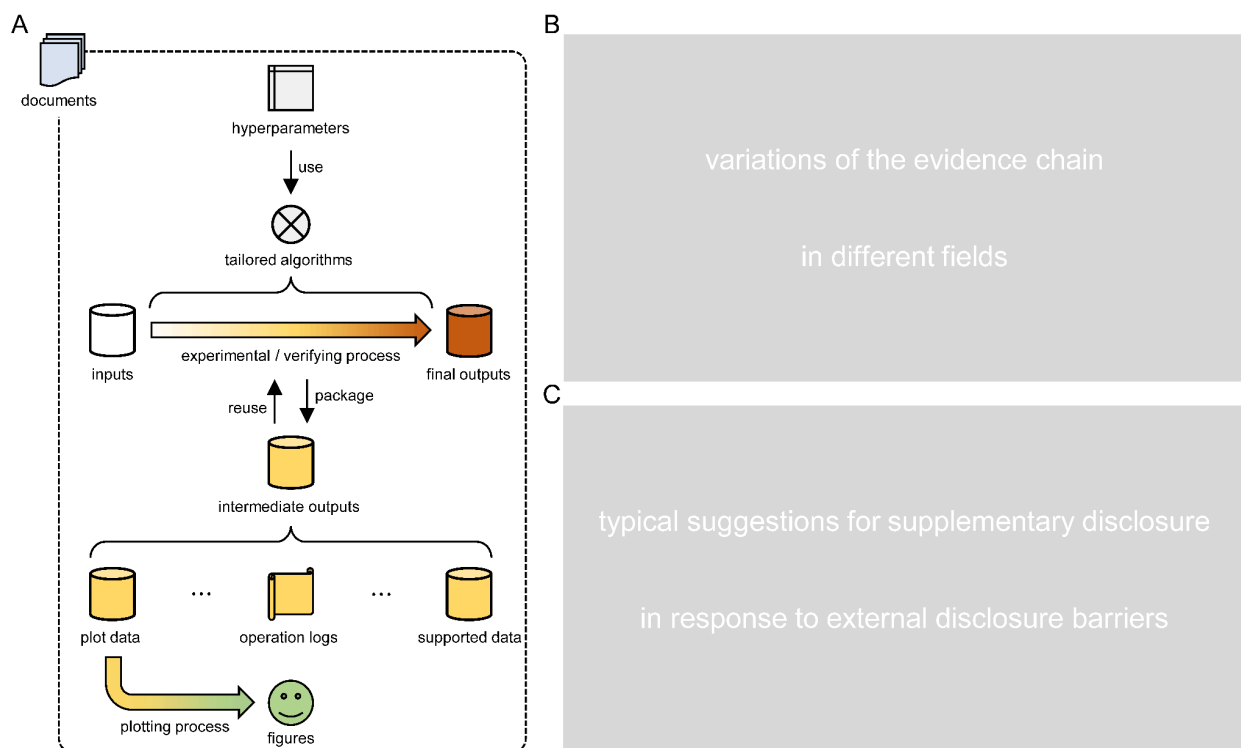 A
documents
hyperparameters
use
tailored algorithms
experimental / verifying process
inputs
final outputs
reuse
package
intermediate outputs
...
...
plot data
operation logs
supported data
plotting process
figures
B
variations of the evidence chain
in different fields
C
typical suggestions for supplementary disclosure
in response to external disclosure barriers